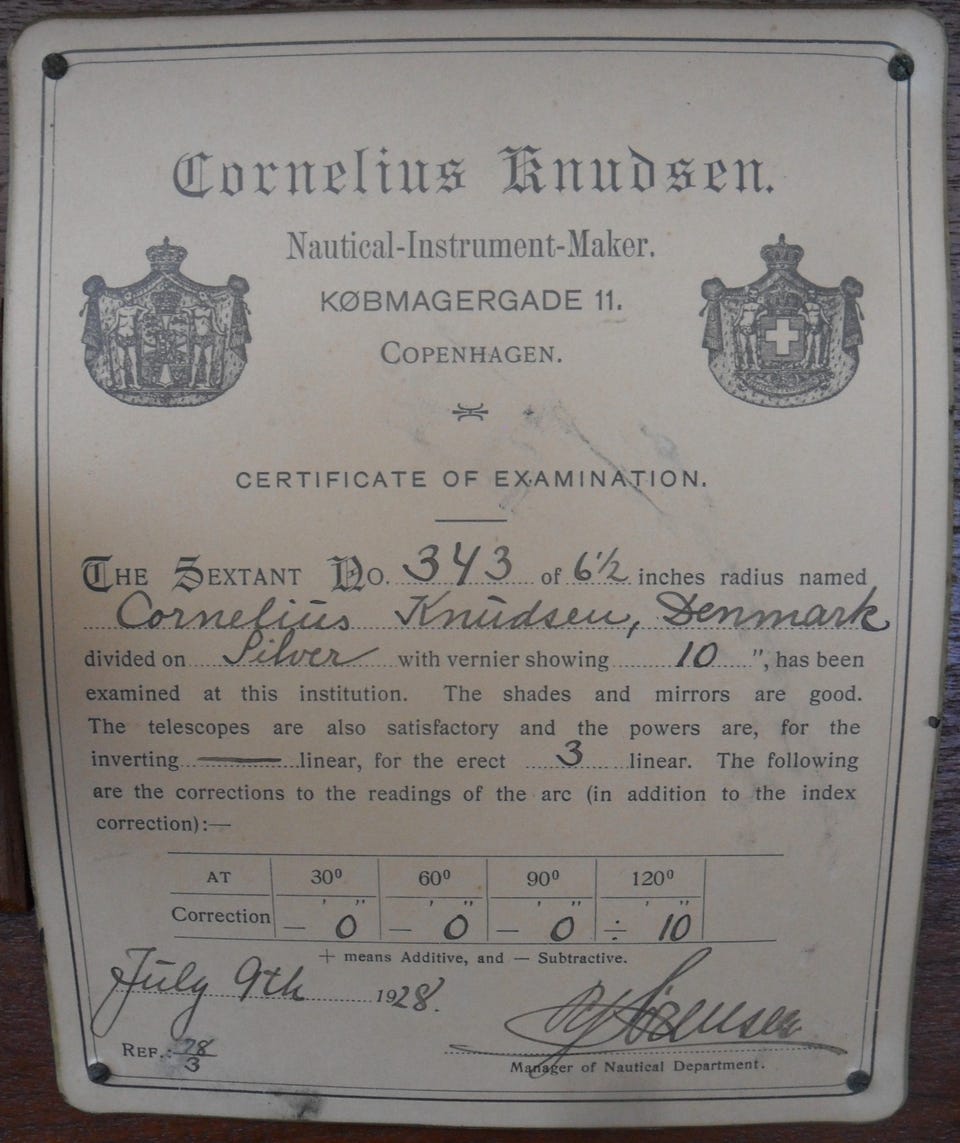 Cornelius Knudsen.
Nautical-Instrument-Maker.
KØBMAGERGADE 11.
COPENHAGEN.
CERTIFICATE OF EXAMINATION.
THE SEXTANT No. 343 of 6½ inches radius named
Cornelius Knudsen, Denmark
divided on Silver with vernier showing 10 ", has been
examined at this institution. The shades and mirrors are good.
The telescopes are also satisfactory and the powers are, for the
inverting — linear, for the erect 3 linear. The following
are the corrections to the readings of the arc (in addition to the index
correction):—
AT 30⁰ 60⁰ 90⁰ 120⁰
' " ' " ' " ' "
Correction — 0 — 0 — 0 ÷ 10
+ means Additive, and — Subtractive.
July 9th 1928.
REF.: 28/3
Manager of Nautical Department.